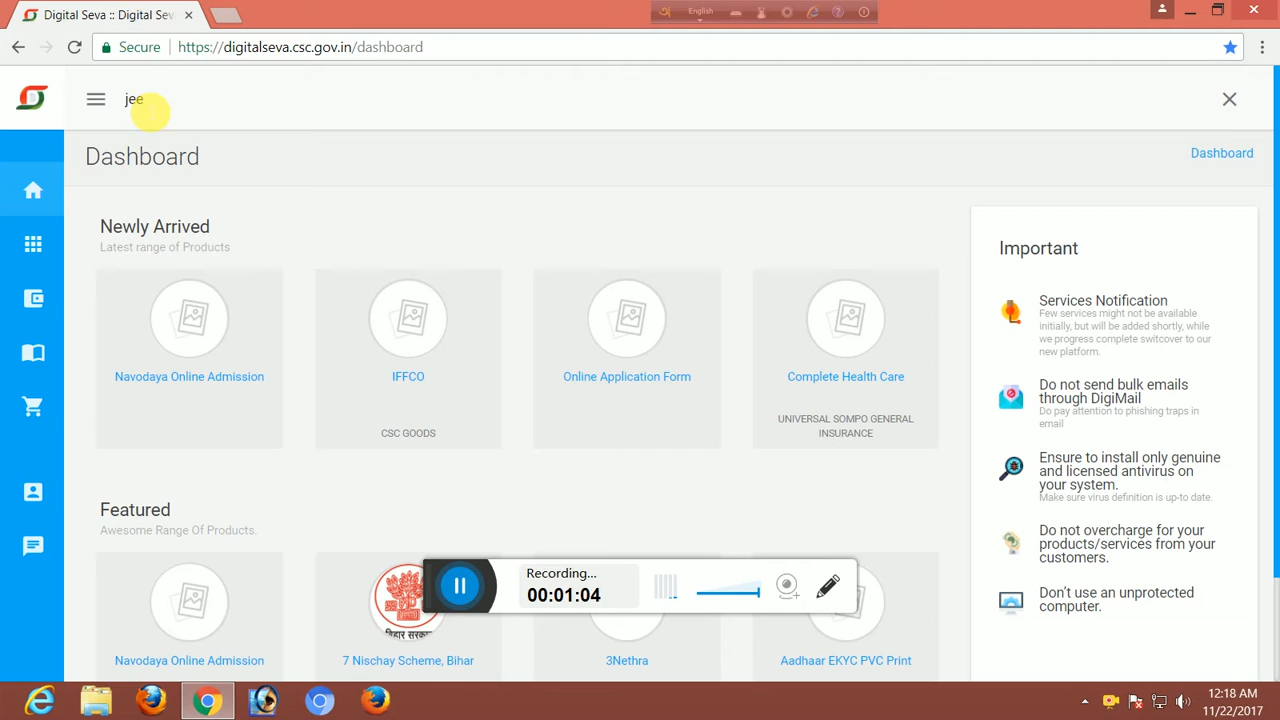 Digital Seva :: Digital Sev
English
Secure
https://digitalseva.csc.gov.in/dashboard
jee
Dashboard
Dashboard
Newly Arrived
Latest range of Products
Navodaya Online Admission
IFFCO
CSC GOODS
Online Application Form
Complete Health Care
UNIVERSAL SOMPO GENERAL
INSURANCE
Important
Services Notification
Few services might not be available
initially, but will be added shortly, while
we progress complete switcover to our
new platform.
Do not send bulk emails
through DigiMail
Do pay attention to phishing traps in
email
Ensure to install only genuine
and licensed antivirus on
your system.
Make sure virus definition is up-to date.
Do not overcharge for your
products/services from your
customers.
Don't use an unprotected
computer.
Featured
Awesome Range Of Products.
Navodaya Online Admission
बिहार सरकार
7 Nischay Scheme, Bihar
3Nethra
Aadhaar EKYC PVC Print
Recording...
00:01:04
12:18 AM
11/22/2017